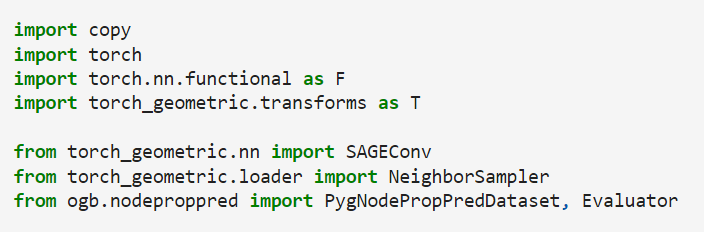 import copy
import torch
import torch.nn.functional as F
import torch_geometric.transforms as T
from torch_geometric.nn import SAGEConv
from torch_geometric.loader import NeighborSampler
from ogb.nodeproppred import PygNodePropPredDataset, Evaluator